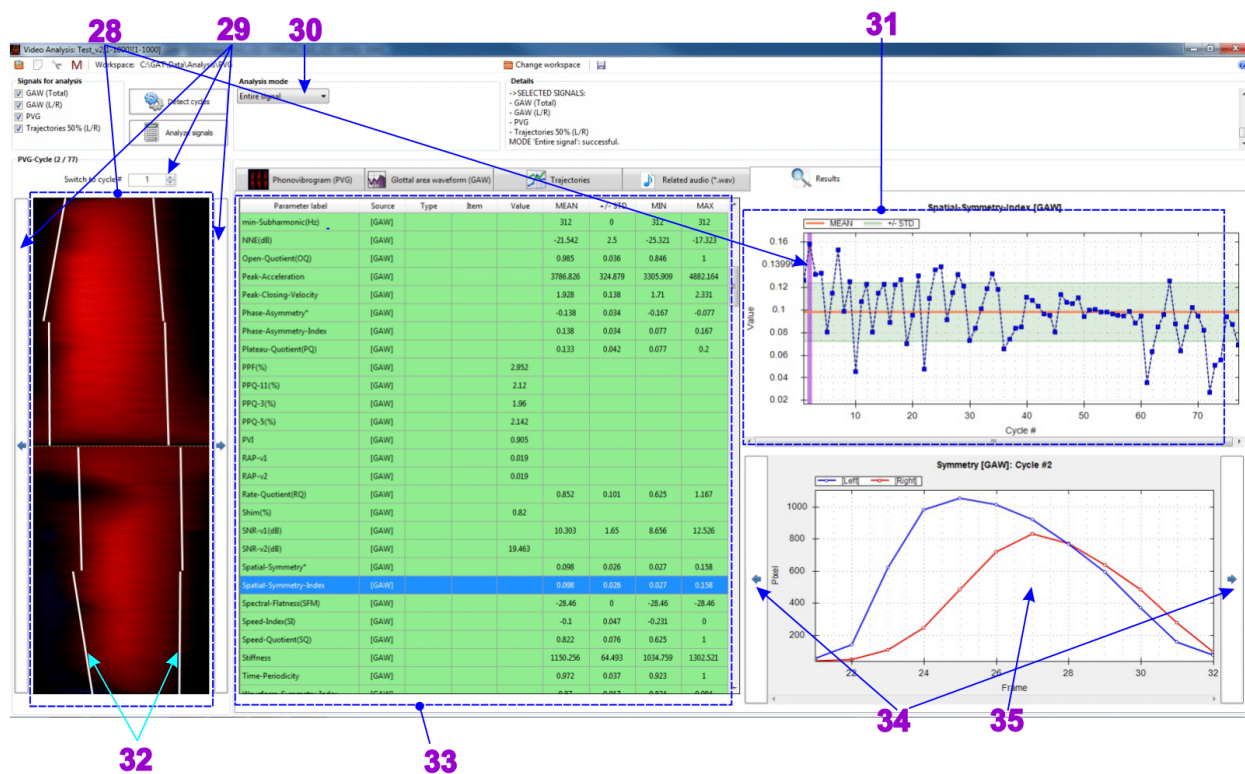 28
29
30
31
Video Analysis: Test_v2[1-1000][1-1000]
Workspace: C:\GAT\Data\Analysis\PVG
Change workspace
Signals for analysis
GAW (Total)
GAW (L/R)
PVG
Trajectories 50% (L/R)
Detect cycles
Analyze signals
Analysis mode
Entire signal
Details
->SELECTED SIGNALS:
- GAW (Total)
- GAW (L/R)
- PVG
- Trajectories 50% (L/R)
MODE 'Entire signal': successful.
PVG-Cycle (2 / 77)
Switch to cycle# 1
Phonovibrogram (PVG)
Glottal area waveform (GAW)
Trajectories
Related audio (*.wav)
Results
Parameter label Source Type Item Value MEAN +/- STD MIN MAX
min-Subharmonic(Hz) [GAW] 312 0 312 312
NNE(dB) [GAW] -21.542 2.5 -25.321 -17.323
Open-Quotient(OQ) [GAW] 0.985 0.036 0.846 1
Peak-Acceleration [GAW] 3786.826 324.879 3305.909 4882.164
Peak-Closing-Velocity [GAW] 1.928 0.138 1.71 2.331
Phase-Asymmetry* [GAW] -0.138 0.034 -0.167 -0.077
Phase-Asymmetry-Index [GAW] 0.138 0.034 0.077 0.167
Plateau-Quotient(PQ) [GAW] 0.133 0.042 0.077 0.2
PPF(%) [GAW] 2.952
PPQ-11(%) [GAW] 2.12
PPQ-3(%) [GAW] 1.96
PPQ-5(%) [GAW] 2.142
PVI [GAW] 0.905
RAP-v1 [GAW] 0.019
RAP-v2 [GAW] 0.019
Rate-Quotient(RQ) [GAW] 0.852 0.101 0.625 1.167
Shim(%) [GAW] 0.82
SNR-v1(dB) [GAW] 10.303 1.65 8.656 12.526
SNR-v2(dB) [GAW] 19.463
Spatial-Symmetry* [GAW] 0.098 0.026 0.027 0.158
Spatial-Symmetry-Index [GAW] 0.098 0.026 0.027 0.158
Spectral-Flatness(SFM) [GAW] -28.46 0 -28.46 -28.46
Speed-Index(SI) [GAW] -0.1 0.047 -0.231 0
Speed-Quotient(SQ) [GAW] 0.822 0.076 0.625 1
Stiffness [GAW] 1150.256 64.493 1034.759 1302.521
Time-Periodicity [GAW] 0.972 0.037 0.923 1
Spatial-Symmetry-Index [GAW]
MEAN +/- STD
0.16
0.1399
0.1
0.08
0.06
0.04
0.02
Value
10 20 30 40 50 60 70
Cycle #
Symmetry [GAW]: Cycle #2
[Left] [Right]
1000
800
600
400
200
Pixel
22 24 26 28 30 32
Frame
32
33
34
35